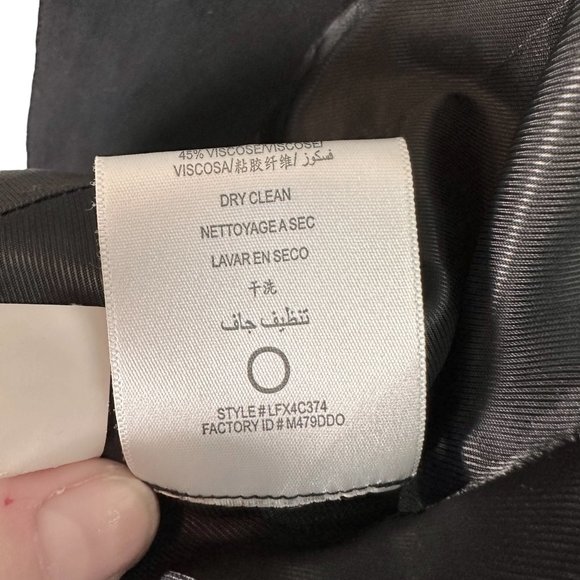 45% VISCOSE/VISCOSE/
VISCOSA/粘胶纤维/فسكوز
DRY CLEAN
NETTOYAGE A SEC
LAVAR EN SECO
干洗
تنظيف جاف
STYLE # LFX4C374
FACTORY ID # M479DDO